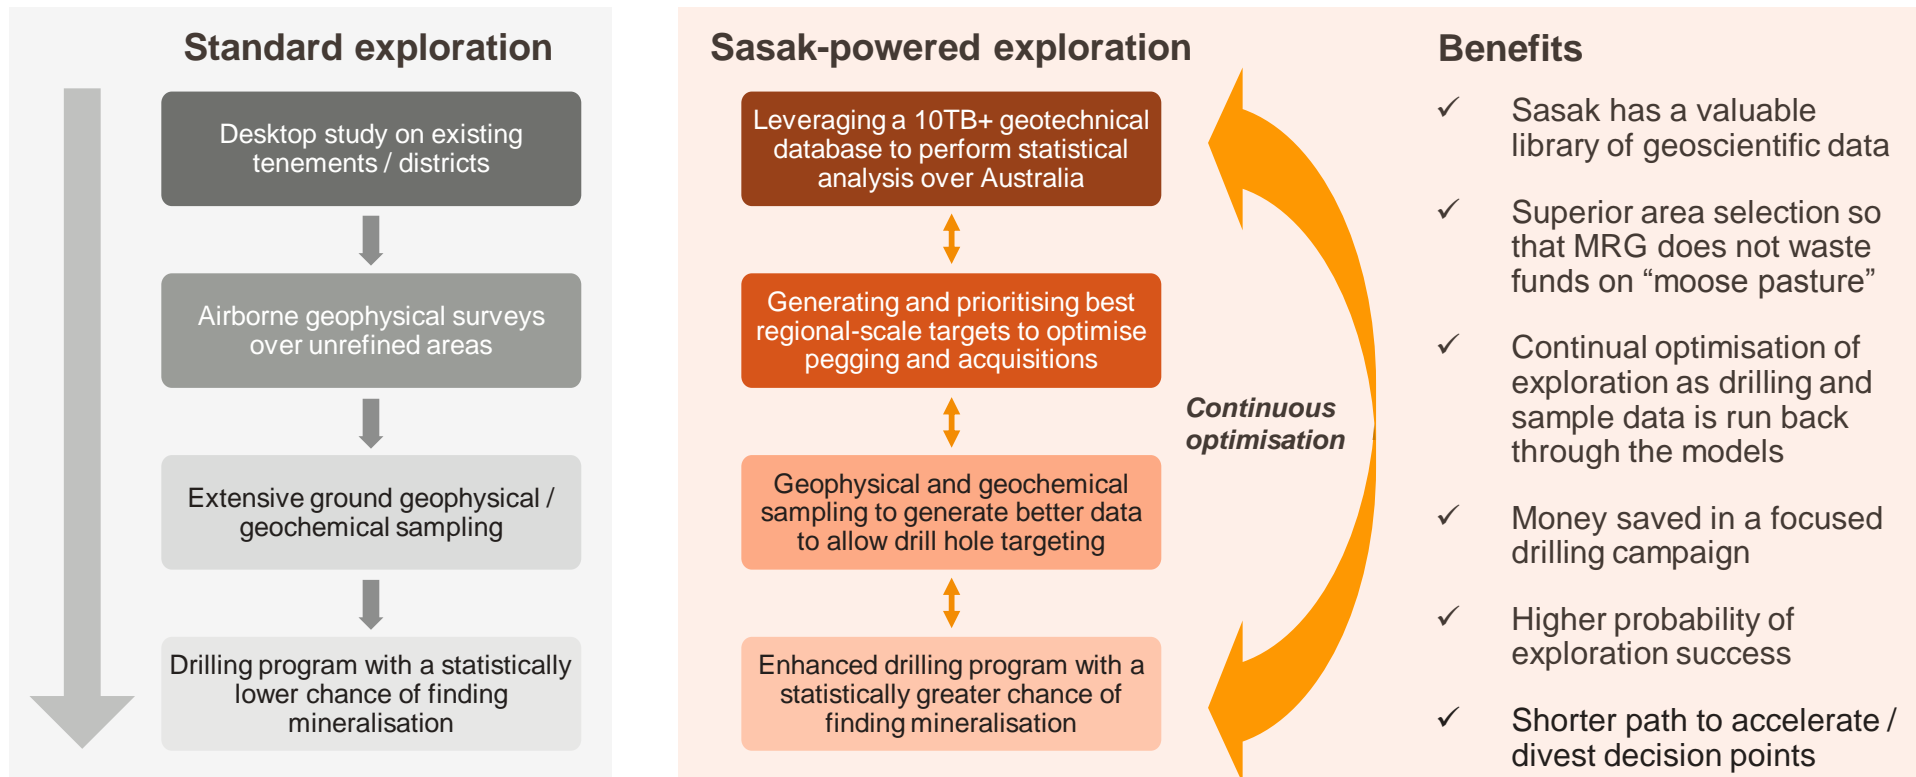 Standard exploration
Desktop study on existing
tenements / districts
Airborne geophysical surveys
over unrefined areas
Extensive ground geophysical /
geochemical sampling
Drilling program with a statistically
lower chance of finding
mineralisation
Sasak-powered exploration
Leveraging a 10TB+ geotechnical
database to perform statistical
analysis over Australia
Generating and prioritising best
regional-scale targets to optimise
pegging and acquisitions
Geophysical and geochemical
sampling to generate better data
to allow drill hole targeting
Enhanced drilling program with a
statistically greater chance of
finding mineralisation
Continuous
optimisation
Benefits
✓ Sasak has a valuable
library of geoscientific data
✓ Superior area selection so
that MRG does not waste
funds on “moose pasture”
✓ Continual optimisation of
exploration as drilling and
sample data is run back
through the models
✓ Money saved in a focused
drilling campaign
✓ Higher probability of
exploration success
✓ Shorter path to accelerate /
divest decision points